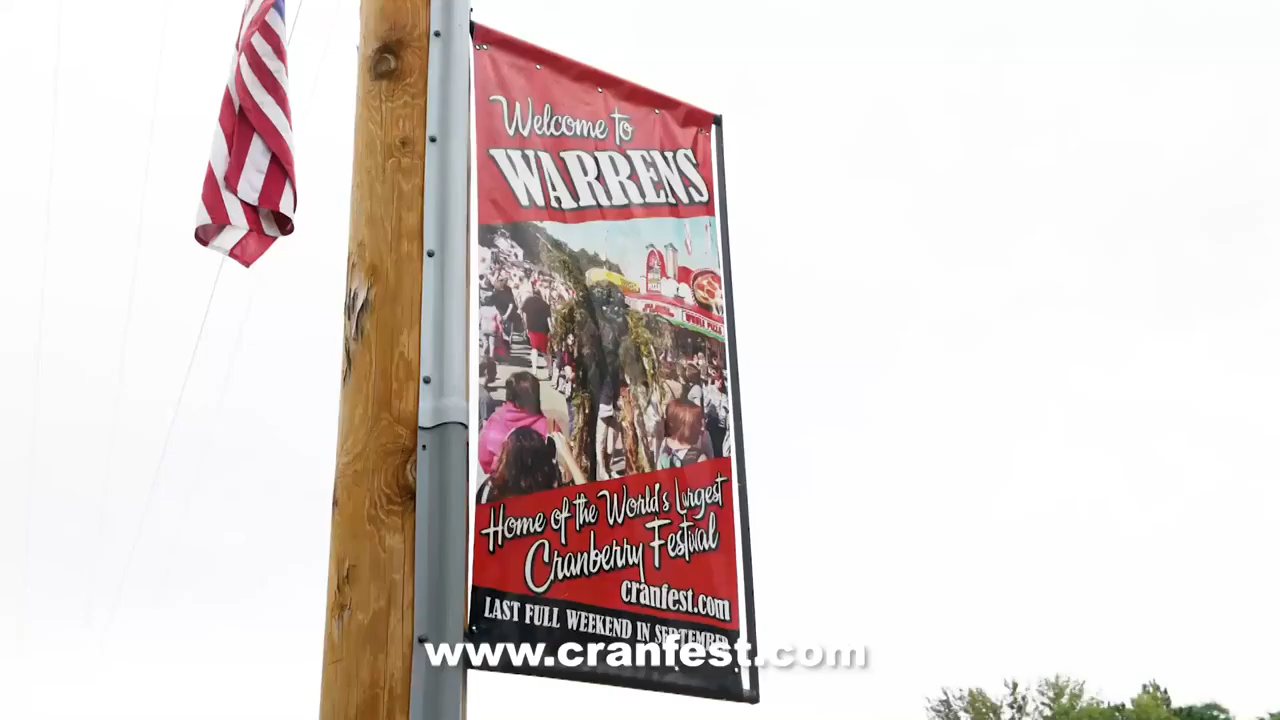 Welcome to
WARRENS
Home of the World's Largest
Cranberry Festival
cranfest.com
LAST FULL WEEKEND IN SEPTEMBER
www.cranfest.com